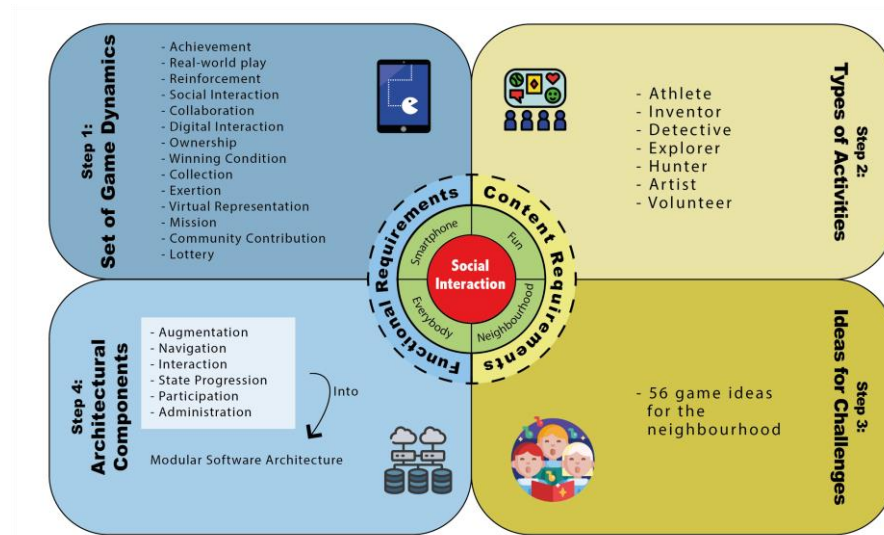 Step 1:
Set of Game Dynamics
- Achievement
- Real-world play
- Reinforcement
- Social Interaction
- Collaboration
- Digital Interaction
- Ownership
- Winning Condition
- Collection
- Exertion
- Virtual Representation
- Mission
- Community Contribution
- Lottery
- Athlete
- Inventor
- Detective
- Explorer
- Hunter
- Artist
- Volunteer
Step 2:
Types of Activities
Functional Requirements
Content Requirements
Smartphone
Fun
Everybody
Neighbourhood
Social
Interaction
Step 4:
Architectural
Components
- Augmentation
- Navigation
- Interaction
- State Progression
- Participation
- Administration
Into
Modular Software Architecture
- 56 game ideas
for the
neighbourhood
Step 3:
Ideas for Challenges